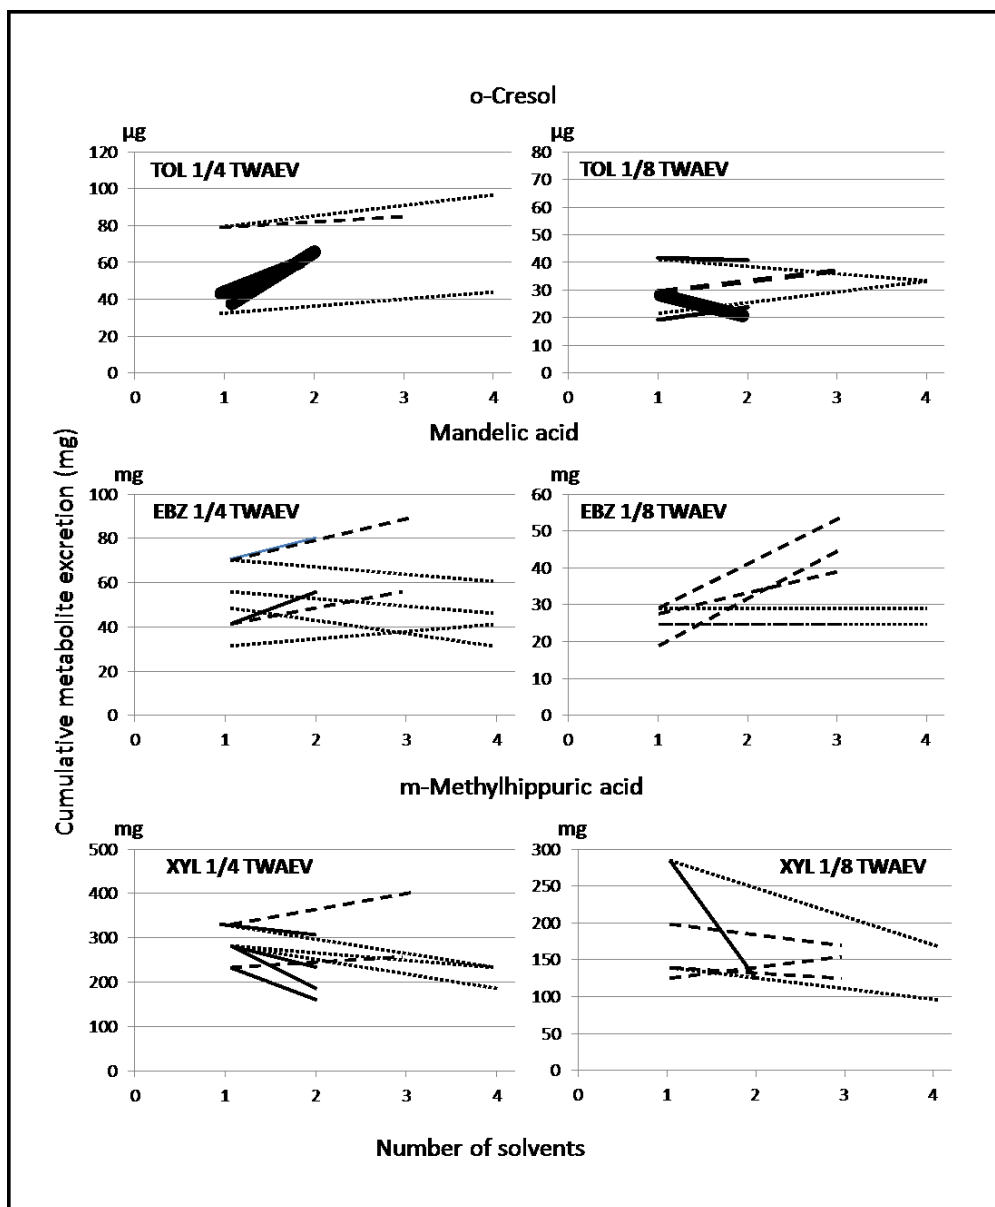 o-Cresol
µg
TOL 1/4 TWAEV
120
100
80
60
40
20
0
0 1 2 3 4
µg
TOL 1/8 TWAEV
80
70
60
50
40
30
20
10
0
0 1 2 3 4
Mandelic acid
Cumulative metabolite excretion (mg)
mg
EBZ 1/4 TWAEV
100
80
60
40
20
0
0 1 2 3 4
mg
EBZ 1/8 TWAEV
60
50
40
30
20
10
0
0 1 2 3 4
m-Methylhippuric acid
mg
XYL 1/4 TWAEV
500
400
300
200
100
0
0 1 2 3 4
mg
XYL 1/8 TWAEV
300
250
200
150
100
50
0
0 1 2 3 4
Number of solvents